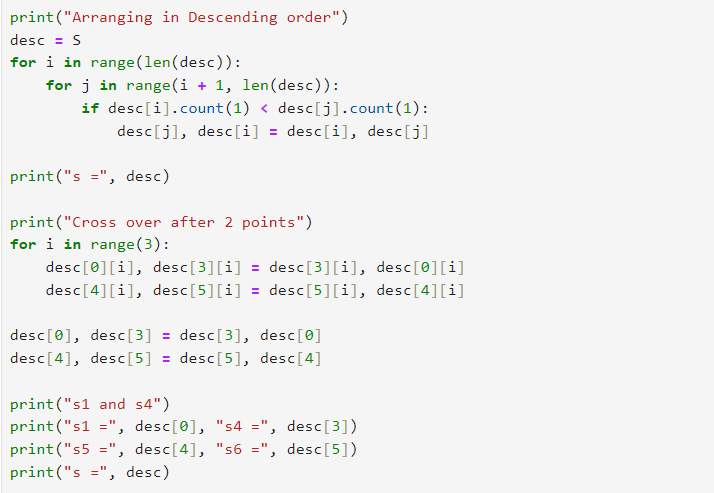 print("Arranging in Descending order")
desc = S
for i in range(len(desc)):
    for j in range(i + 1, len(desc)):
        if desc[i].count(1) < desc[j].count(1):
            desc[j], desc[i] = desc[i], desc[j]

print("s =", desc)

print("Cross over after 2 points")
for i in range(3):
    desc[0][i], desc[3][i] = desc[3][i], desc[0][i]
    desc[4][i], desc[5][i] = desc[5][i], desc[4][i]

desc[0], desc[3] = desc[3], desc[0]
desc[4], desc[5] = desc[5], desc[4]

print("s1 and s4")
print("s1 =", desc[0], "s4 =", desc[3])
print("s5 =", desc[4], "s6 =", desc[5])
print("s =", desc)